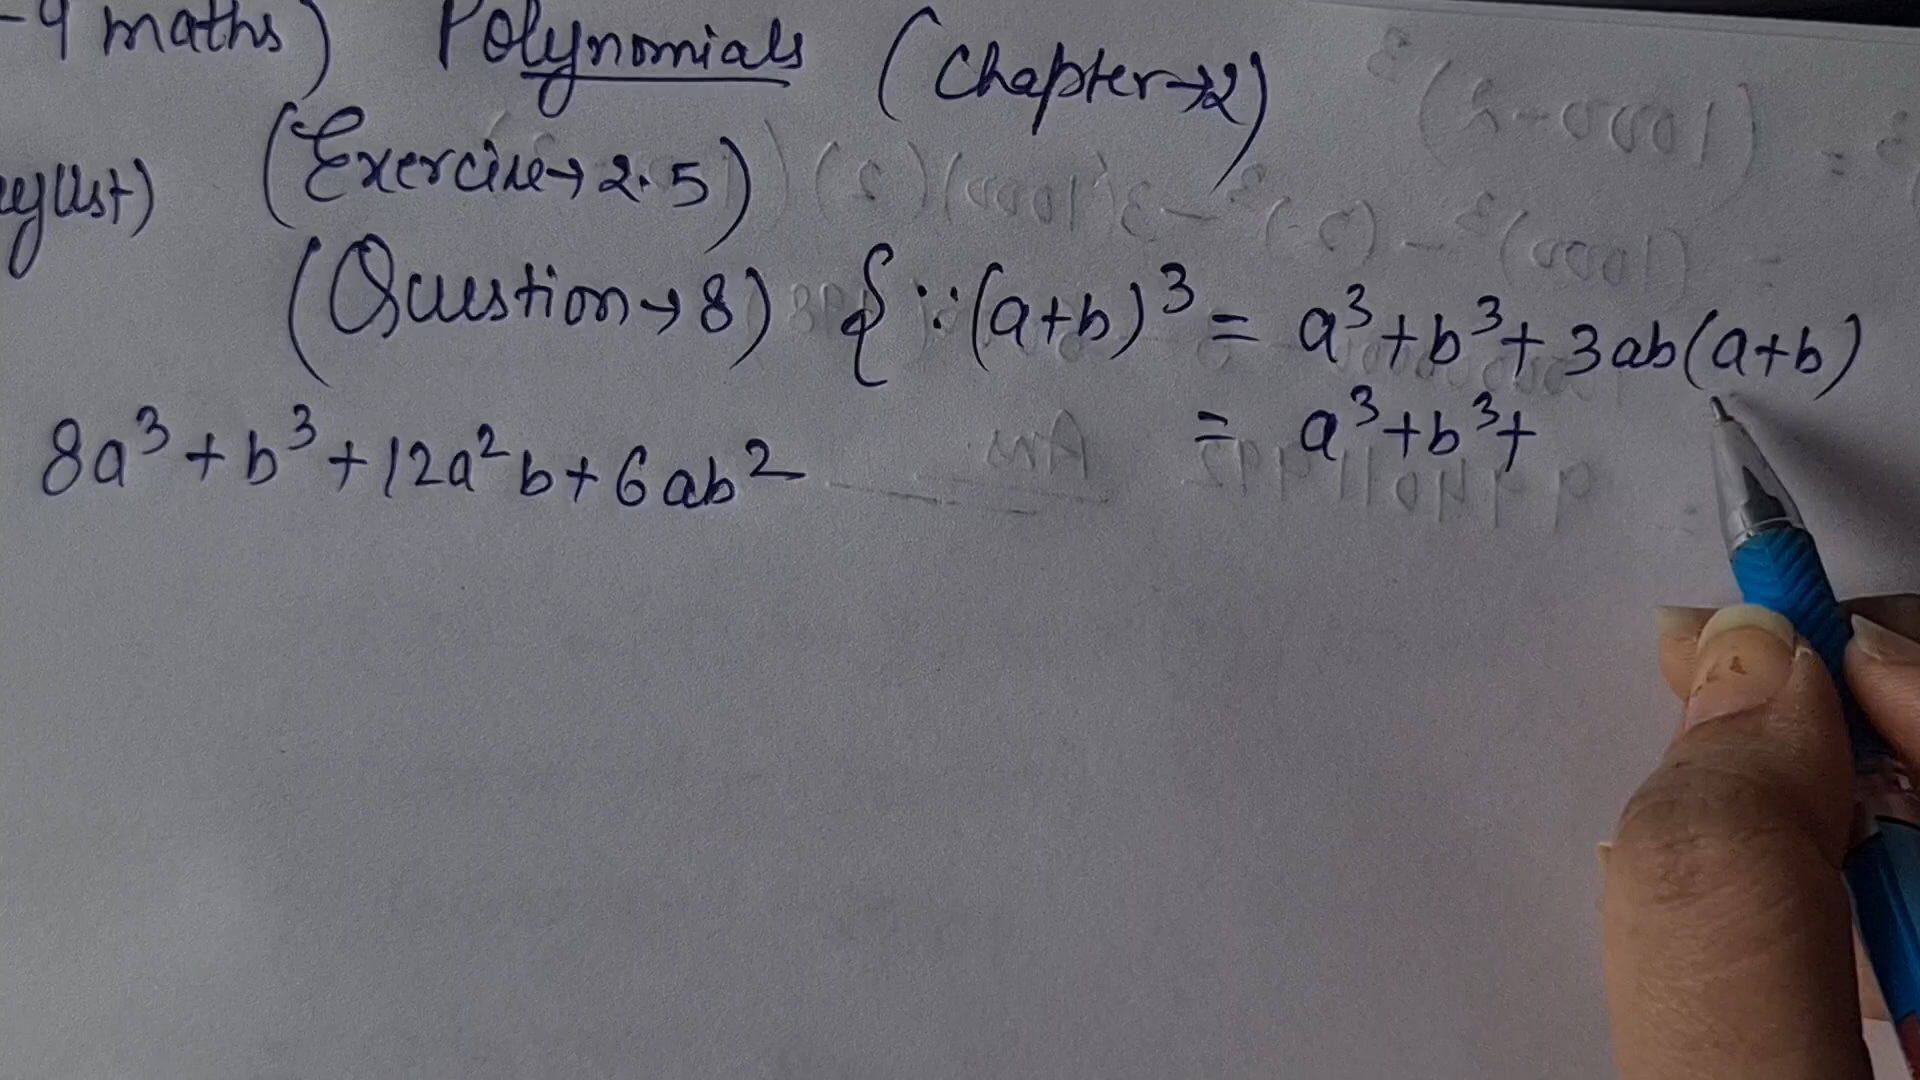 -9 maths) Polynomials (Chapter→2)
(Exercise→2.5)
(Question→8) { ∵ (a+b)³ = a³+b³+3ab(a+b)
= a³+b³+
8a³+b³+12a²b+6ab²